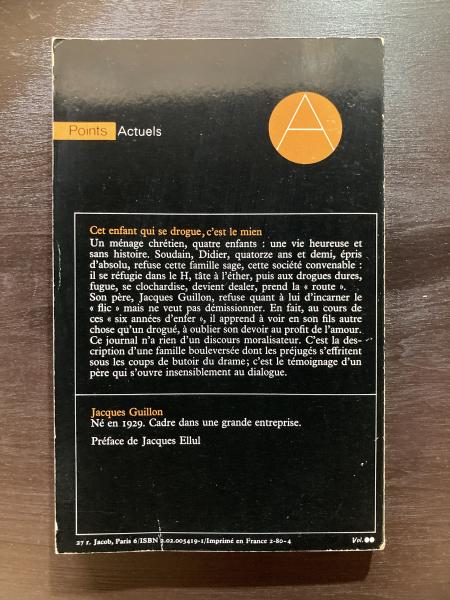 Points Actuels
A
Cet enfant qui se drogue, c'est le mien
Un ménage chrétien, quatre enfants : une vie heureuse et
sans histoire. Soudain, Didier, quatorze ans et demi, épris
d'absolu, refuse cette famille sage, cette société convenable :
il se réfugie dans le H, tâte à l'éther, puis aux drogues dures,
fugue, se clochardise, devient dealer, prend la « route ».
Son père, Jacques Guillon, refuse quant à lui d'incarner le
« flic » mais ne veut pas démissionner. En fait, au cours de
ces « six années d'enfer », il apprend à voir en son fils autre
chose qu'un drogué, à oublier son devoir au profit de l'amour.
Ce journal n'a rien d'un discours moralisateur. C'est la des-
cription d'une famille bouleversée dont les préjugés s'effritent
sous les coups de butoir du drame; c'est le témoignage d'un
père qui s'ouvre insensiblement au dialogue.
Jacques Guillon
Né en 1929. Cadre dans une grande entreprise.
Préface de Jacques Ellul
27 r. Jacob, Paris 6/ISBN 2.02.005419-1/Imprimé en France 2-80-4
Vol.